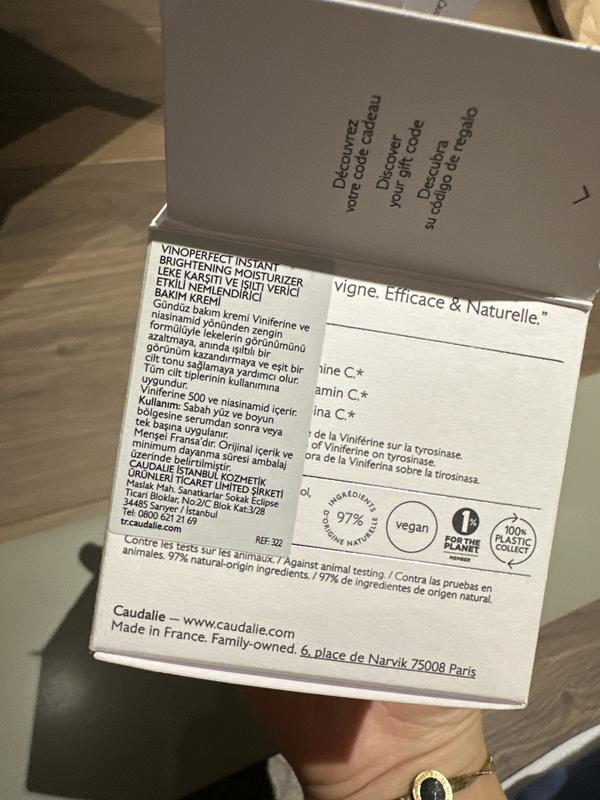 Découvrez
votre code cadeau
Discover
your gift code
Descubra
su código de regalo
VINOPERFECT INSTANT
BRIGHTENING MOISTURIZER
LEKE KARŞITI VE IŞILTI VERİCİ
ETKİLİ NEMLENDİRİCİ
BAKIM KREMİ
Gündüz bakım kremi Viniferine ve
niasinamid yönünden zengin
formülüyle lekelerin görünümünü
azaltmaya, anında ışıltılı bir
görünüm kazandırmaya ve eşit bir
cilt tonu sağlamaya yardımcı olur.
Tüm cilt tiplerinin kullanımına
uygundur.
Viniferine 500 ve niasinamid içerir.
Kullanım: Sabah yüz ve boyun
bölgesine serumdan sonra veya
tek başına uygulanır.
Menşei Fransa'dır. Orijinal içerik ve
minimum dayanma süresi ambalaj
üzerinde belirtilmiştir.
CAUDALIE İSTANBUL KOZMETİK
ÜRÜNLERİ TİCARET LİMİTED ŞİRKETİ
Maslak Mah. Sanatkarlar Sokak Eclipse
Ticari Bloklar, No:2/C Blok Kat:3/28
34485 Sarıyer / İstanbul
Tel: 0800 621 21 69
tr.caudalie.com
REF: 322
vigne. Efficace & Naturelle.”
ine C.*
amin C.*
ina C.*
de la Viniférine sur la tyrosinase.
of Viniferine on tyrosinase.
ora de la Viniferina sobre la tirosinasa.
ol,
INGRÉDIENTS
97%
D'ORIGINE NATURELLE
vegan
1%
FOR THE
PLANET
MEMBER
100%
PLASTIC
COLLECT
Contre les tests sur les animaux. / Against animal testing. / Contra las pruebas en
animales. 97% natural-origin ingredients. / 97% de ingredientes de origen natural.
Caudalie — www.caudalie.com
Made in France. Family-owned. 6, place de Narvik 75008 Paris